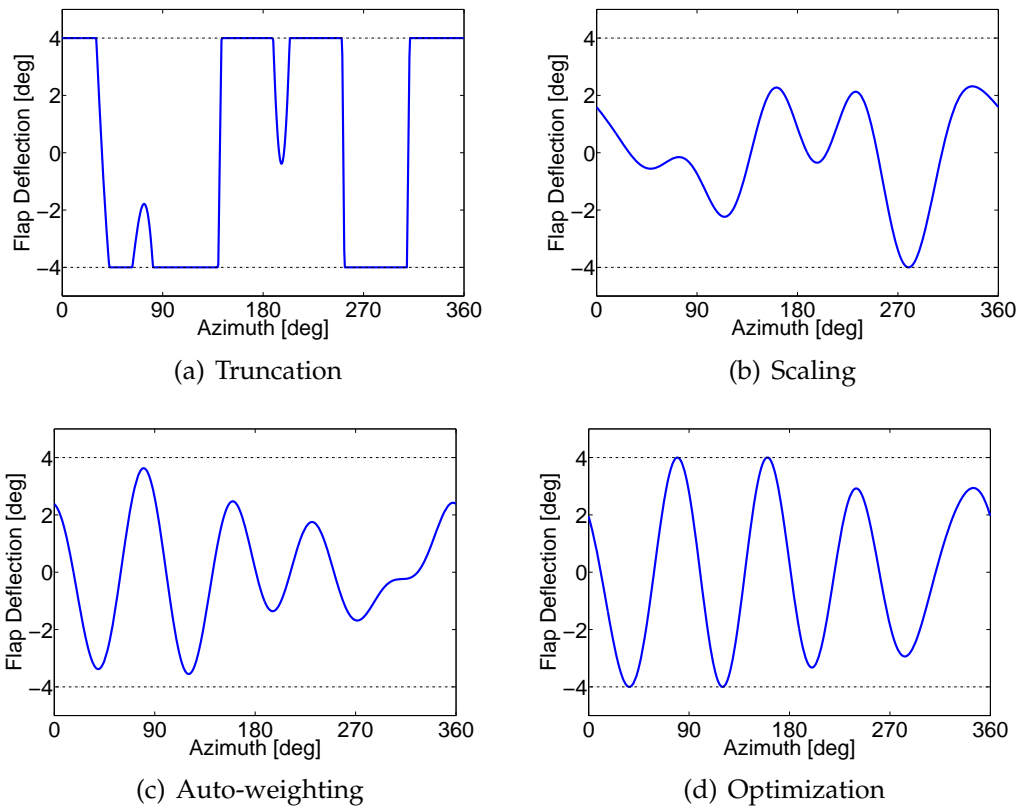 4
2
0
−2
−4
Flap Deflection [deg]
0 90 180 270 360
Azimuth [deg]
(a) Truncation
4
2
0
−2
−4
Flap Deflection [deg]
0 90 180 270 360
Azimuth [deg]
(b) Scaling
4
2
0
−2
−4
Flap Deflection [deg]
0 90 180 270 360
Azimuth [deg]
(c) Auto-weighting
4
2
0
−2
−4
Flap Deflection [deg]
0 90 180 270 360
Azimuth [deg]
(d) Optimization